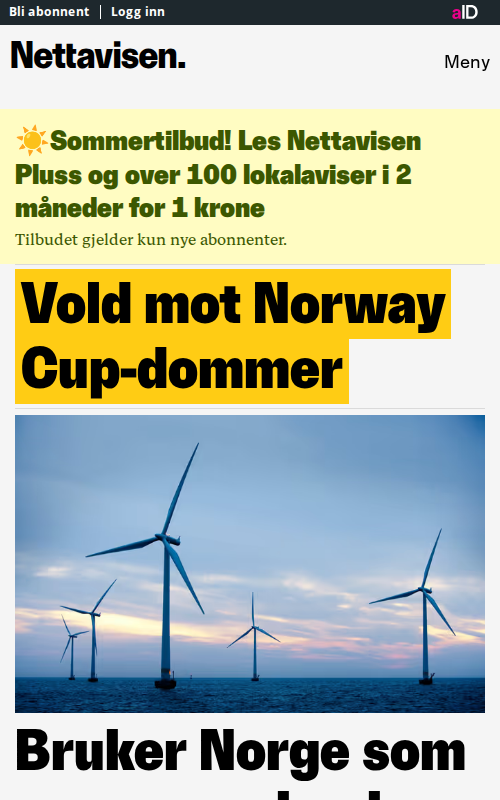 Bli abonnent | Logg inn
aID
Nettavisen.
Meny
☀️Sommertilbud! Les Nettavisen
Pluss og over 100 lokalaviser i 2
måneder for 1 krone
Tilbudet gjelder kun nye abonnenter.
Vold mot Norway
Cup-dommer
Bruker Norge som